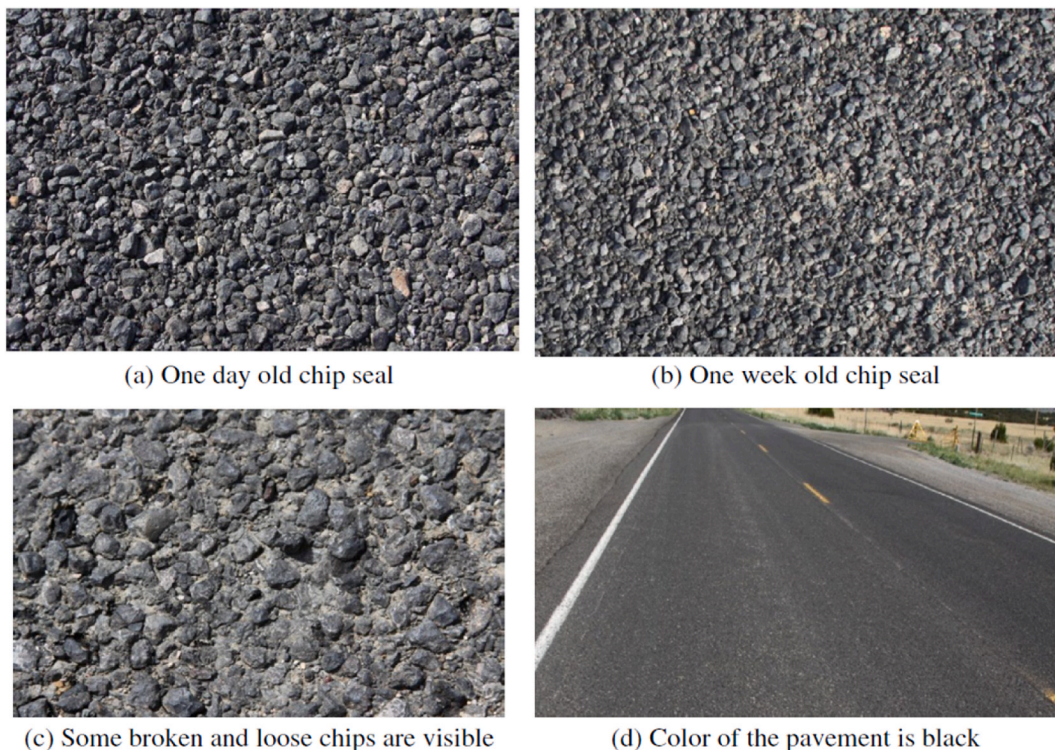 (a) One day old chip seal
(b) One week old chip seal
(c) Some broken and loose chips are visible
(d) Color of the pavement is black